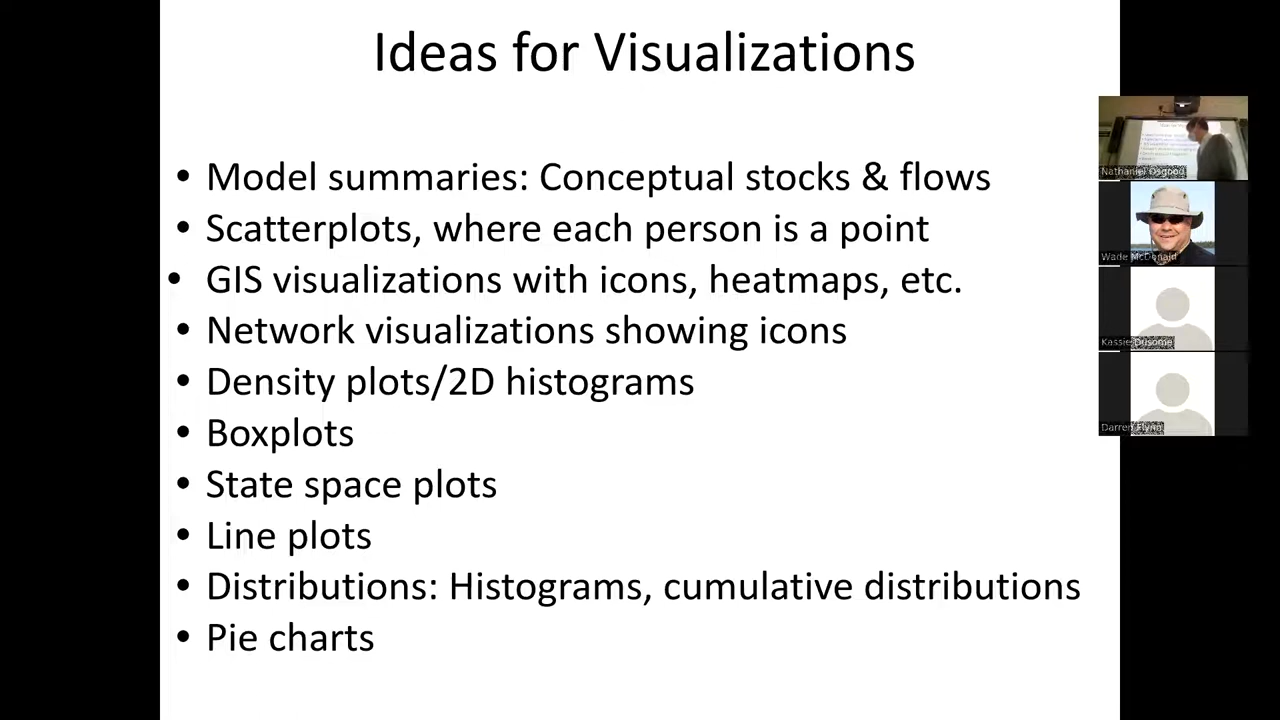 Ideas for Visualizations
• Model summaries: Conceptual stocks & flows
• Scatterplots, where each person is a point
• GIS visualizations with icons, heatmaps, etc.
• Network visualizations showing icons
• Density plots/2D histograms
• Boxplots
• State space plots
• Line plots
• Distributions: Histograms, cumulative distributions
• Pie charts
Nathaniel Osgood
Wade McDonald
Kassie Dusome
Darren Flynn